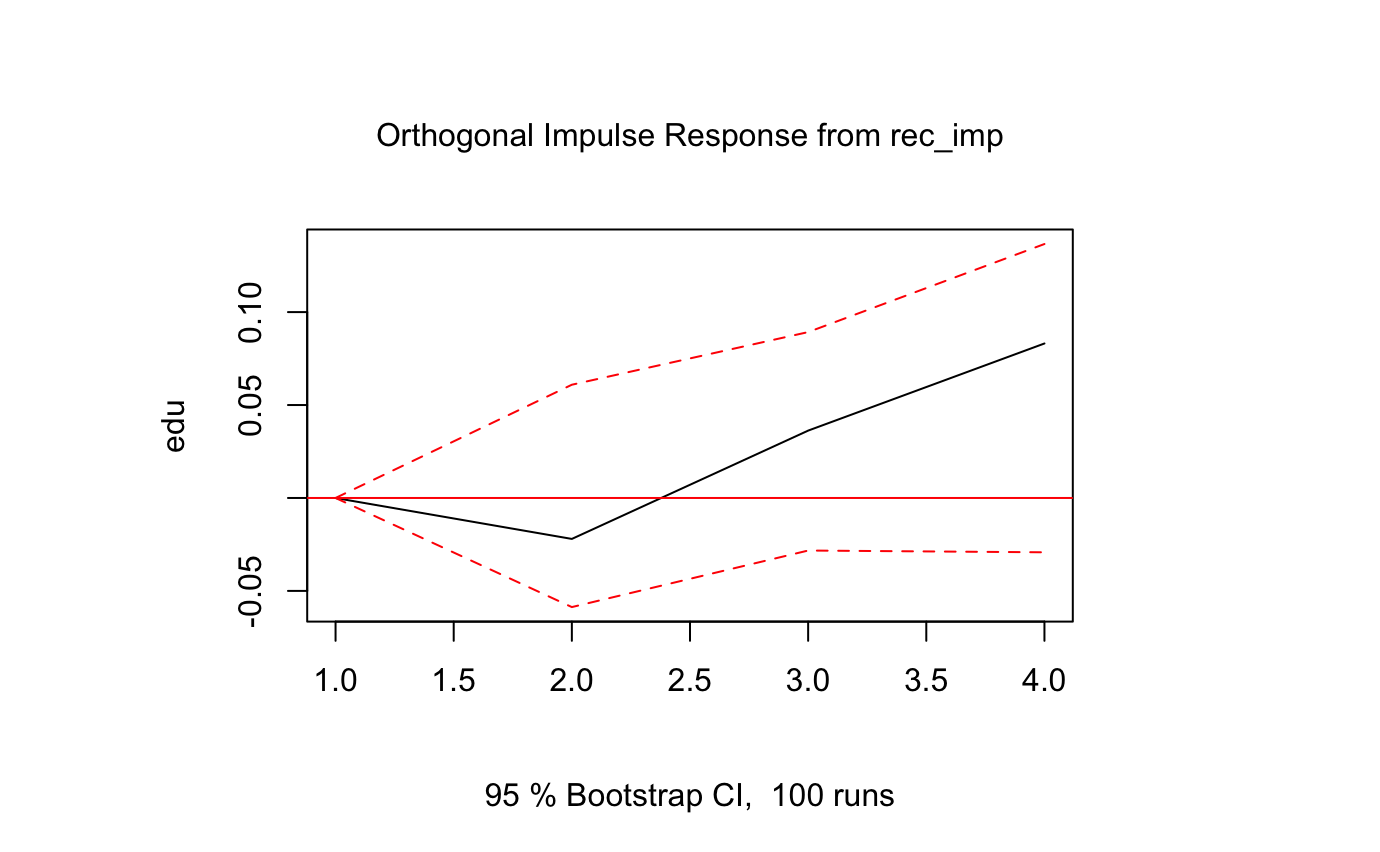 Orthogonal Impulse Response from rec_imp
edu
0.10
0.05
-0.05
1.0 1.5 2.0 2.5 3.0 3.5 4.0
95 % Bootstrap CI,  100 runs